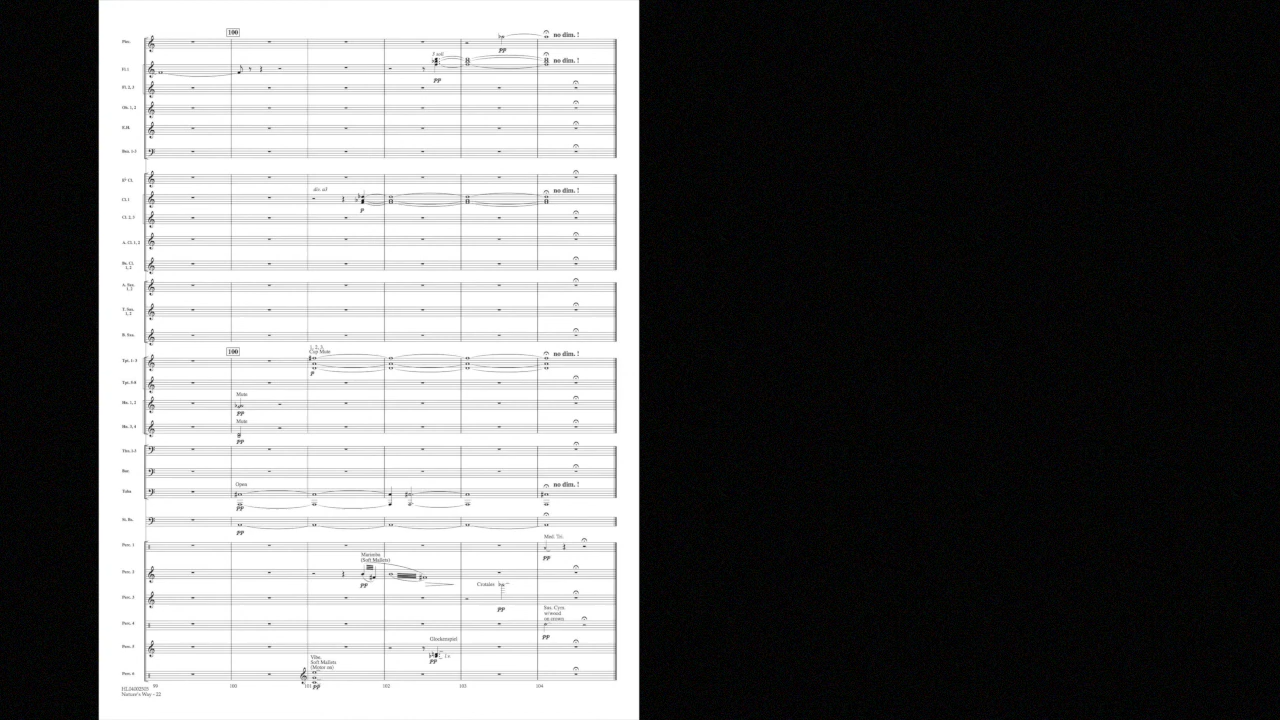 100
Picc.
no dim. !
pp
3 soli
no dim. !
Fl. 1
pp
Fl. 2, 3
Ob. 1, 2
E.H.
Bsn. 1-3
E♭ Cl.
div. a3
no dim. !
Cl. 1
p
Cl. 2, 3
A. Cl. 1, 2
Bs. Cl.
1, 2
A. Sax.
1, 2
T. Sax.
1, 2
B. Sax.
100
1, 2, 3,
Cup Mute
no dim. !
Tpt. 1-3
p
Tpt. 4-6
Mute
Hn. 1, 2
pp
Mute
Hn. 3, 4
pp
Tbn. 1-3
Bar.
Open
no dim. !
Tuba
pp
St. Bs.
pp
Med. Tri.
Perc. 1
pp
Marimba
(Soft Mallets)
Perc. 2
pp
Crotales
Perc. 3
pp
Sus. Cym.
w/wood
on crown
Perc. 4
pp
Glockenspiel
Perc. 5
pp
Vibe.
Soft Mallets
(Motor on)
Perc. 6
pp
99 100 101 102 103 104
Nature's Way - 22